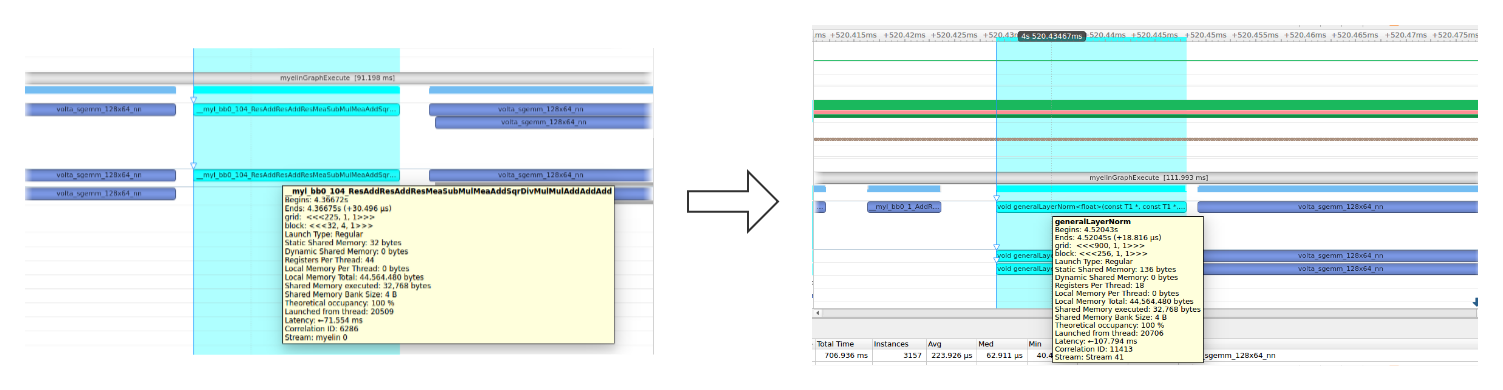 myelinGraphExecute [91.198 ms]
volta_sgemm_128x64_nn
__myl_bb0_104_ResAddResAddResMeaSubMulMeaAddSqr...
volta_sgemm_128x64_nn
volta_sgemm_128x64_nn
volta_sgemm_128x64_nn
__myl_bb0_104_ResAddResAddResMeaSubMulMeaAddSqr...
volta_sgemm_128x64_nn
volta_sgemm_128x64_nn
__myl_bb0_104_ResAddResAddResMeaSubMulMeaAddSqrDivMulMulAddAddAdd
Begins: 4.36672s
Ends: 4.36675s (+30.496 µs)
grid: <<<225, 1, 1>>>
block: <<<32, 4, 1>>>
Launch Type: Regular
Static Shared Memory: 32 bytes
Dynamic Shared Memory: 0 bytes
Registers Per Thread: 44
Local Memory Per Thread: 0 bytes
Local Memory Total: 44,564,480 bytes
Shared Memory executed: 32,768 bytes
Shared Memory Bank Size: 4 B
Theoretical occupancy: 100 %
Launched from thread: 20509
Latency: ←71.554 ms
Correlation ID: 6286
Stream: myelin 0
ms +520.415ms +520.42ms +520.425ms +520.43 4s 520.43467ms 520.44ms +520.445ms +520.45ms +520.455ms +520.46ms +520.465ms +520.47ms +520.475ms
myelinGraphExecute [111.993 ms]
...
__myl_bb0_1_AddR...
void generalLayerNorm<float>(const T1 *, const T1 *,...
volta_sgemm_128x64_nn
void generalLay
volta_sgemm_128x64_nn
void generalLay
volta_sgemm_128x64_nn
generalLayerNorm
Begins: 4.52043s
Ends: 4.52045s (+18.816 µs)
grid: <<<900, 1, 1>>>
block: <<<256, 1, 1>>>
Launch Type: Regular
Static Shared Memory: 136 bytes
Dynamic Shared Memory: 0 bytes
Registers Per Thread: 18
Local Memory Per Thread: 0 bytes
Local Memory Total: 44,564,480 bytes
Shared Memory executed: 32,768 bytes
Shared Memory Bank Size: 4 B
Theoretical occupancy: 100 %
Launched from thread: 20706
Latency: ←107.794 ms
Correlation ID: 11413
Stream: Stream 41
Total Time Instances Avg Med Min
706.936 ms 3157 223.926 µs 62.911 µs 40.4 sgemm_128x64_nn